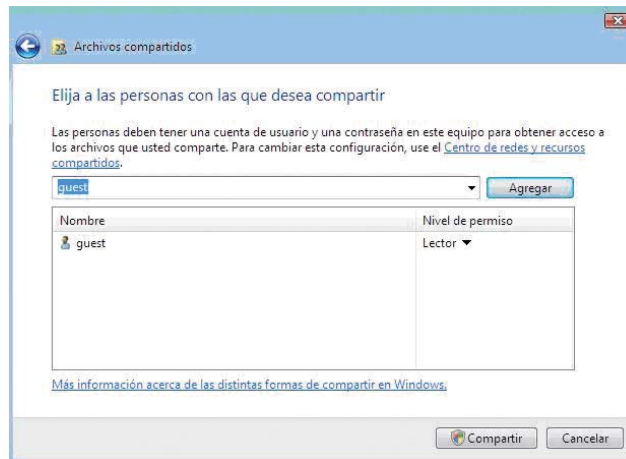 Archivos compartidos
Elija a las personas con las que desea compartir
Las personas deben tener una cuenta de usuario y una contraseña en este equipo para obtener acceso a
los archivos que usted comparte. Para cambiar esta configuración, use el Centro de redes y recursos
compartidos.
guest
Agregar
Nombre Nivel de permiso
guest Lector
Más información acerca de las distintas formas de compartir en Windows.
Compartir Cancelar